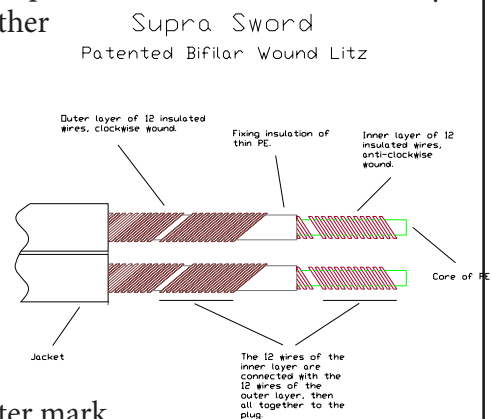 ther
Supra Sword
Patented Bifilar Wound Litz
Outer layer of 12 insulated
wires, clockwise wound.
Fixing insulation of
thin PE.
Inner layer of 12
insulated wires,
anti-clockwise
wound.
Core of PE
Jacket
The 12 wires of the
inner layer are
connected with the
12 wires of the
outer layer, then
all together to the
plug.
ter mark